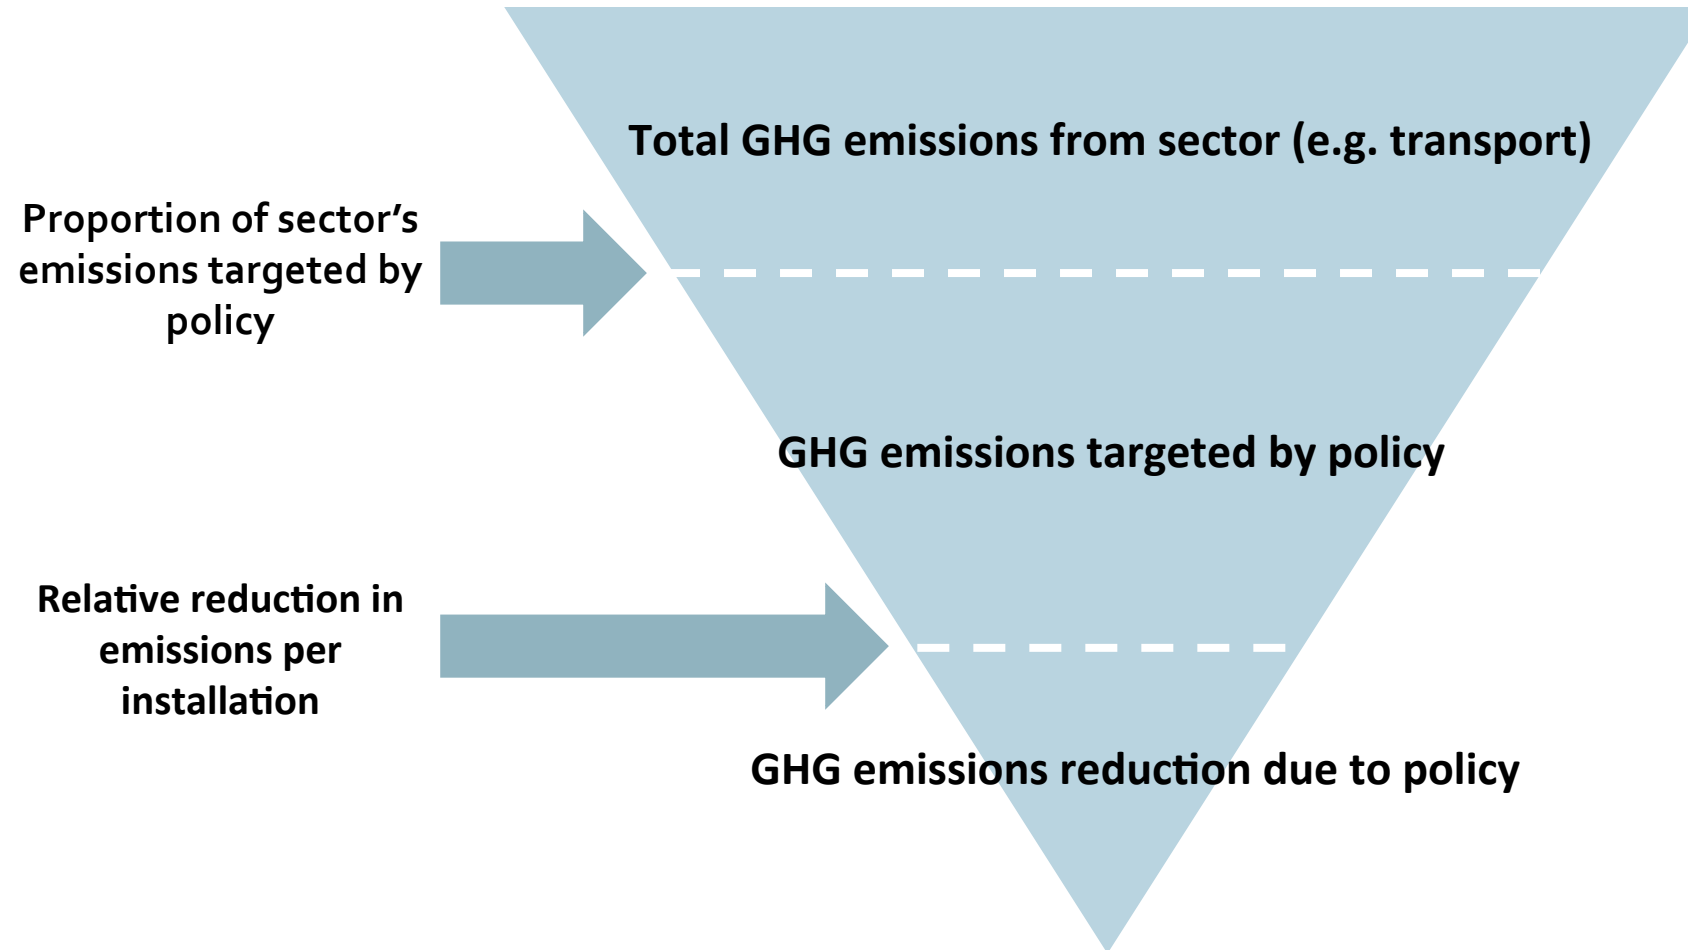 Total GHG emissions from sector (e.g. transport)
Proportion of sector’s
emissions targeted by
policy
GHG emissions targeted by policy
Relative reduction in
emissions per
installation
GHG emissions reduction due to policy